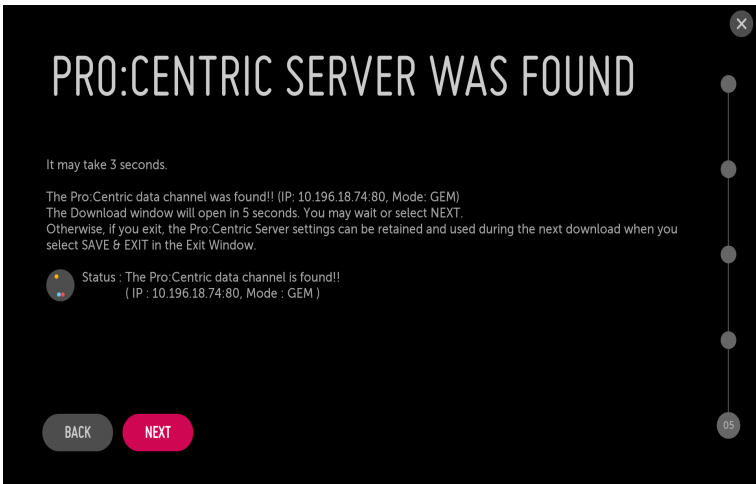 PRO:CENTRIC SERVER WAS FOUND
It may take 3 seconds.
The Pro:Centric data channel was found!! (IP: 10.196.18.74:80, Mode: GEM)
The Download window will open in 5 seconds. You may wait or select NEXT.
Otherwise, if you exit, the Pro:Centric Server settings can be retained and used during the next download when you
select SAVE & EXIT in the Exit Window.
Status : The Pro:Centric data channel is found!!
( IP : 10.196.18.74:80, Mode : GEM )
BACK
NEXT
05